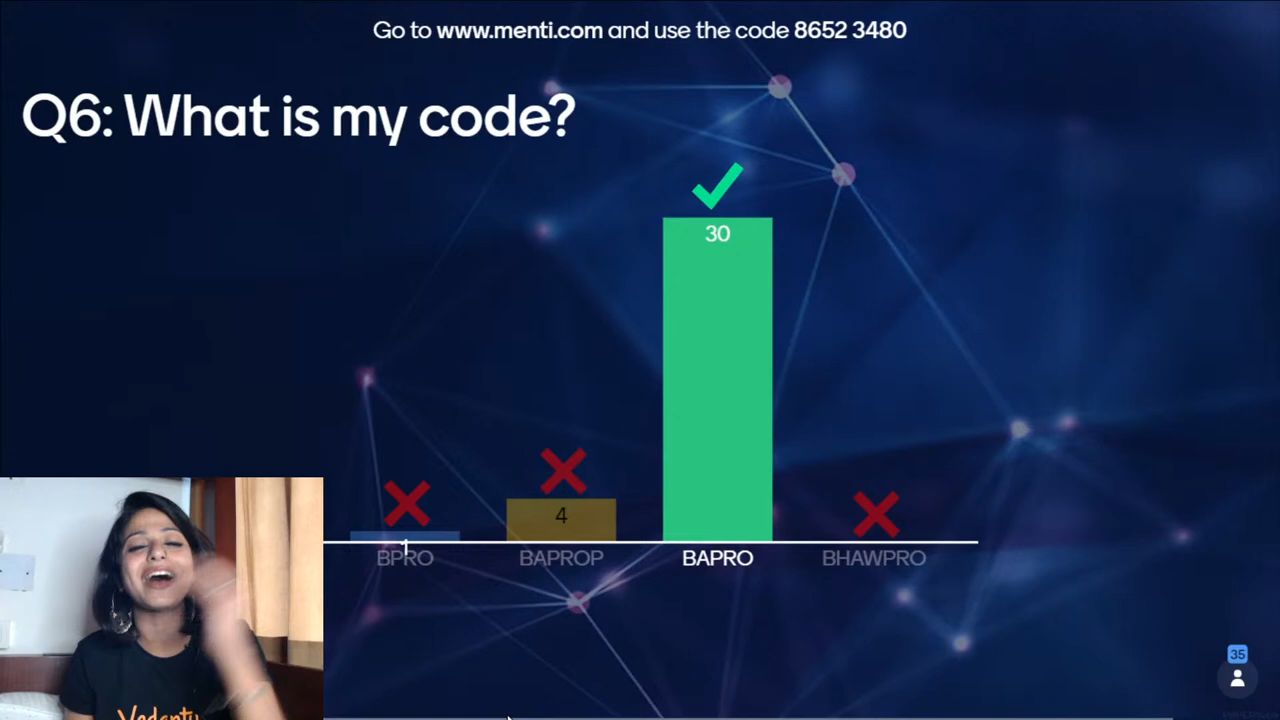 Go to www.menti.com and use the code 8652 3480
Q6: What is my code?
30
4
1
BPRO
BAPROP
BAPRO
BHAWPRO
35
Vedantu